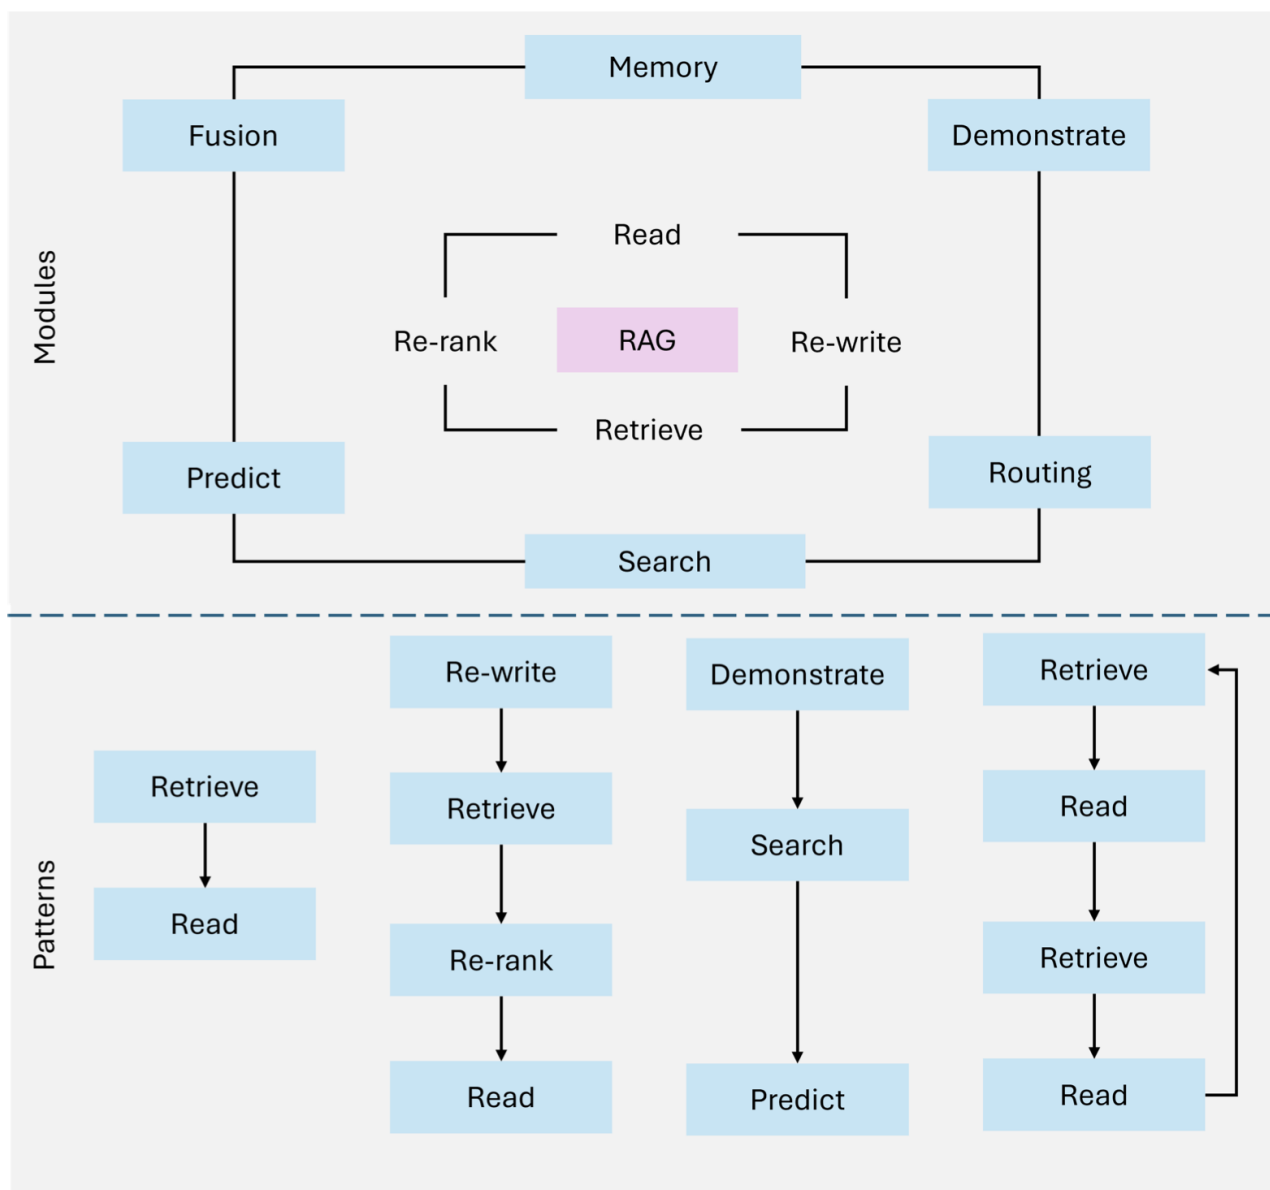 Modules
Memory
Fusion
Demonstrate
Read
Re-rank
RAG
Re-write
Retrieve
Predict
Routing
Search
Patterns
Retrieve
Read
Re-write
Retrieve
Re-rank
Read
Demonstrate
Search
Predict
Retrieve
Read
Retrieve
Read